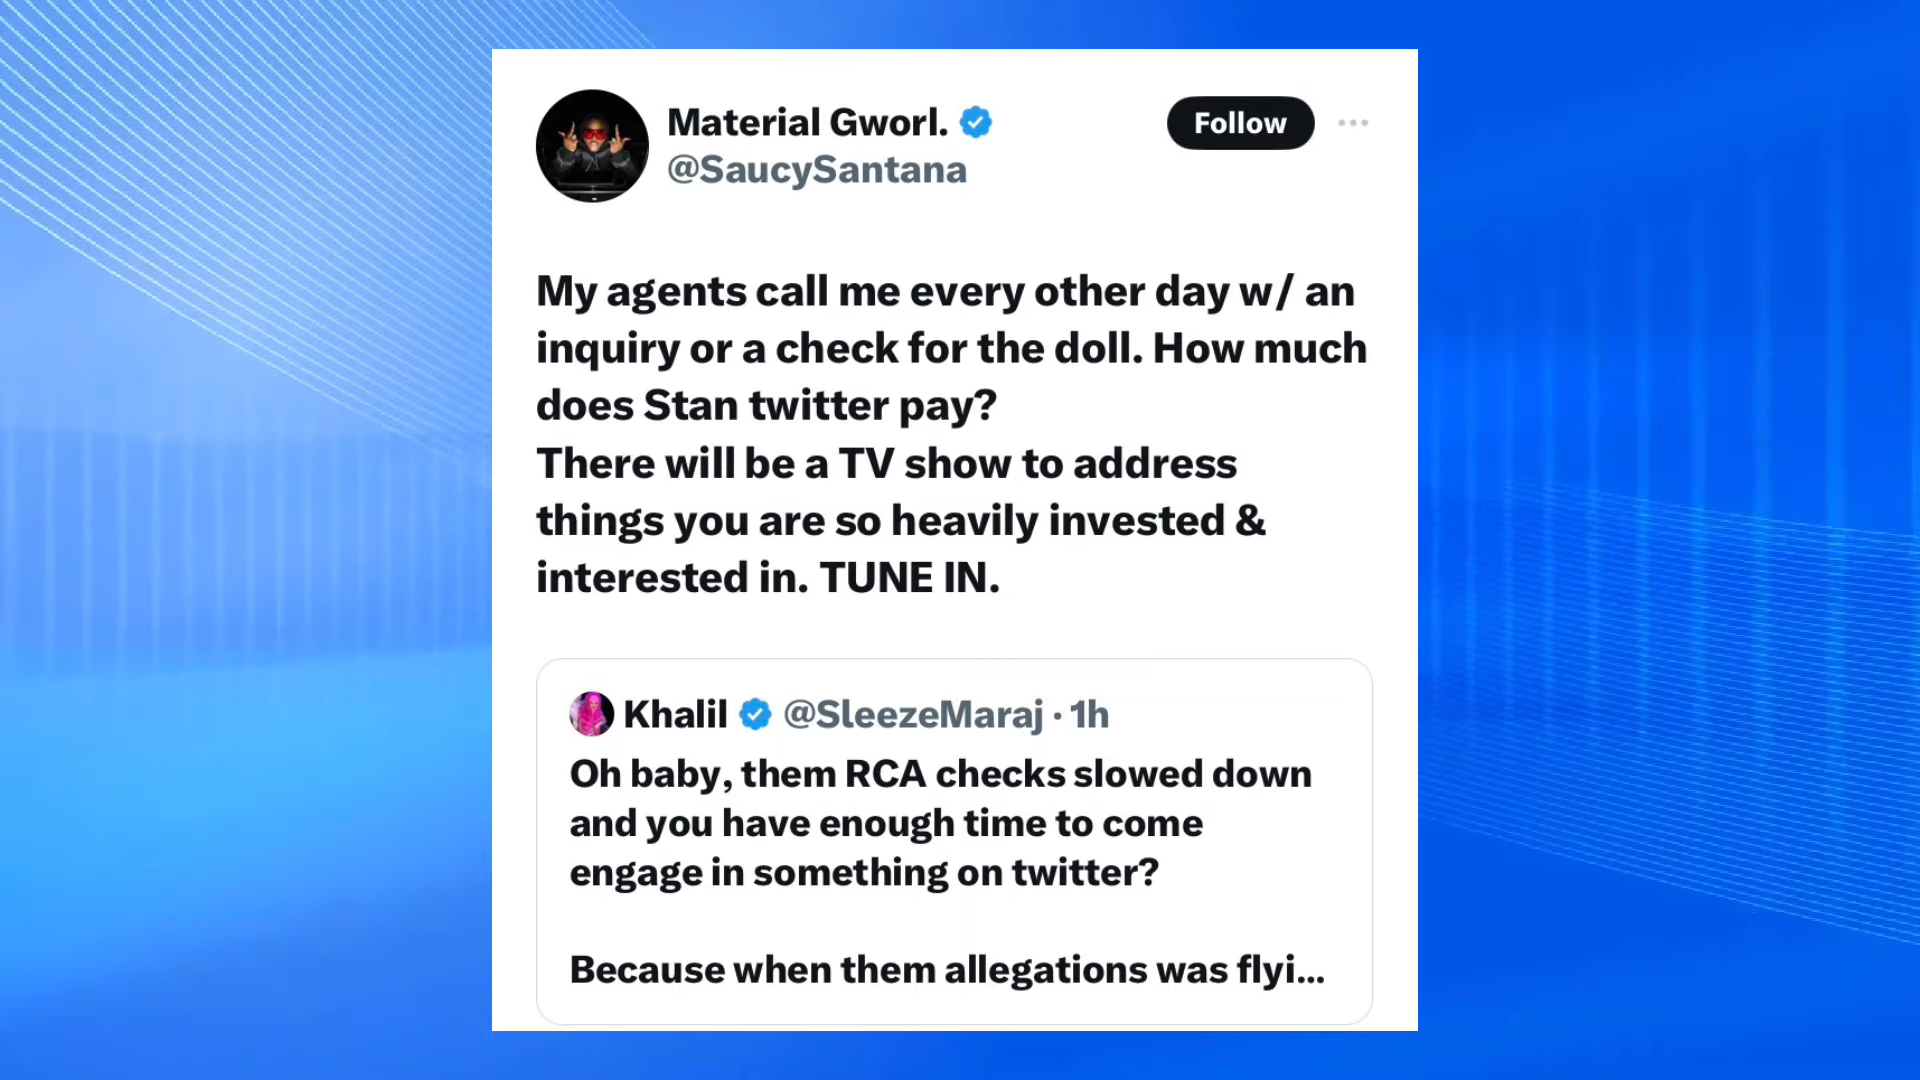 Material Gworl.
Follow
@SaucySantana
My agents call me every other day w/ an
inquiry or a check for the doll. How much
does Stan twitter pay?
There will be a TV show to address
things you are so heavily invested &
interested in. TUNE IN.
Khalil @SleezeMaraj · 1h
Oh baby, them RCA checks slowed down
and you have enough time to come
engage in something on twitter?
Because when them allegations was flyi...